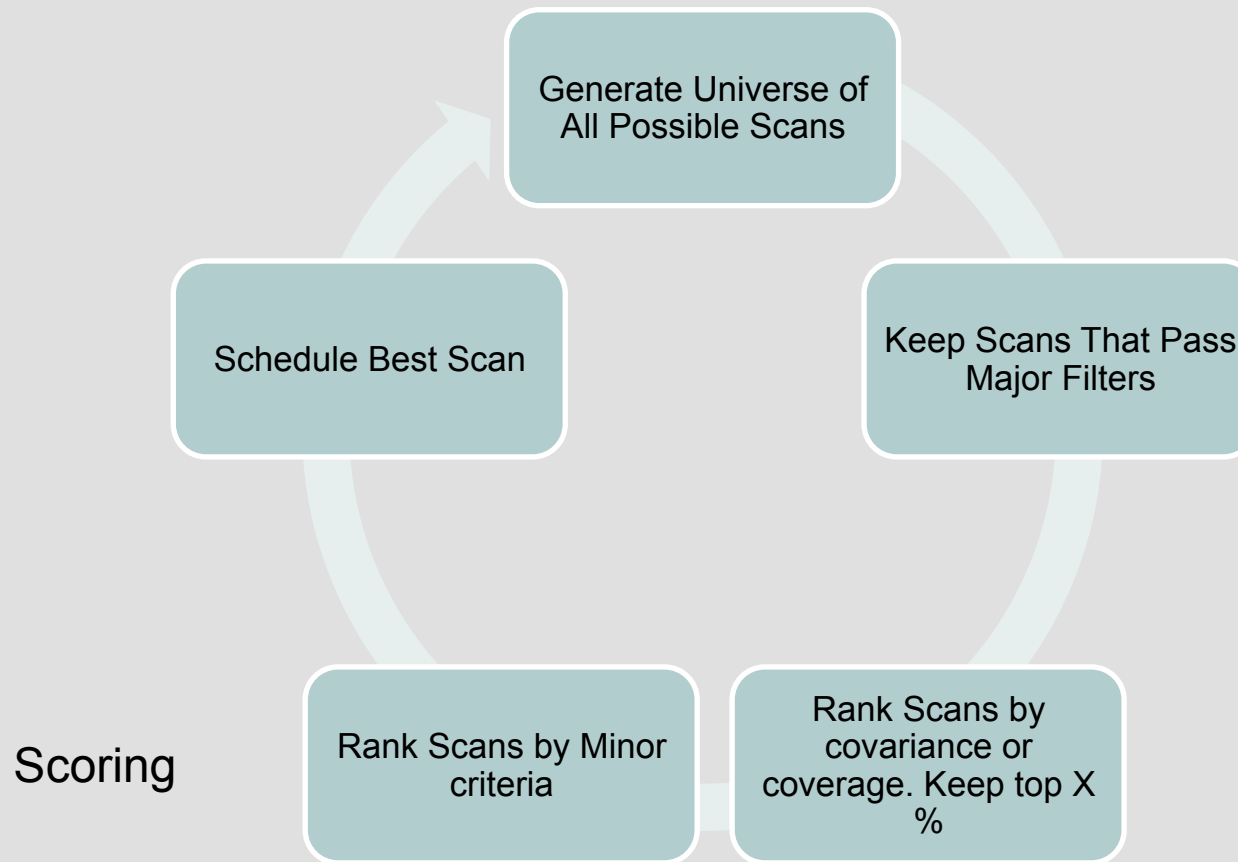 Generate Universe of
All Possible Scans
Keep Scans That Pass
Major Filters
Rank Scans by
covariance or
coverage. Keep top X
%
Rank Scans by Minor
criteria
Schedule Best Scan
Scoring